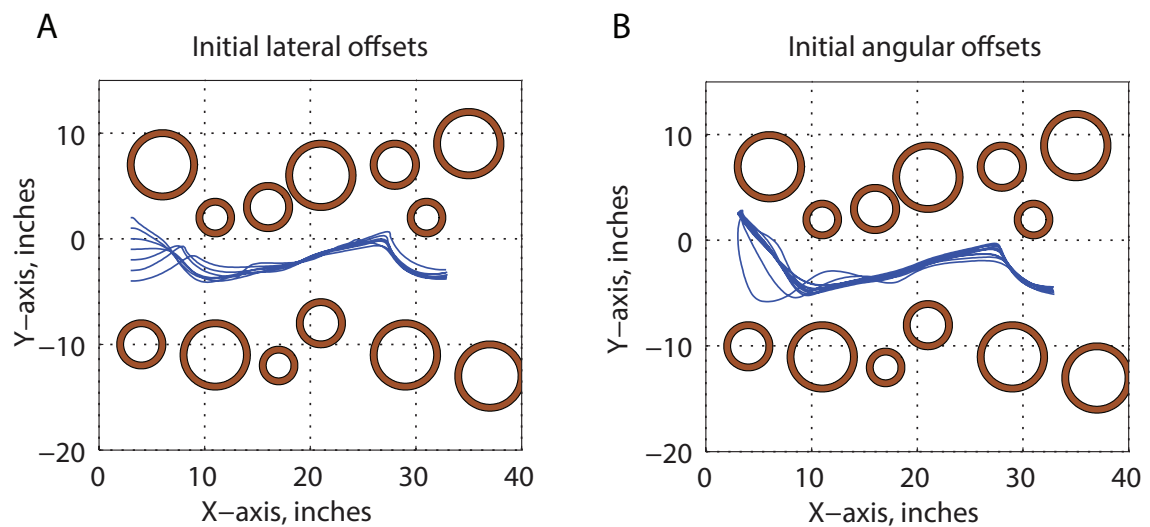 A
Initial lateral offsets
10
0
−10
−20
0
10
20
30
40
Y−axis, inches
X−axis, inches
B
Initial angular offsets
10
0
−10
−20
0
10
20
30
40
Y−axis, inches
X−axis, inches